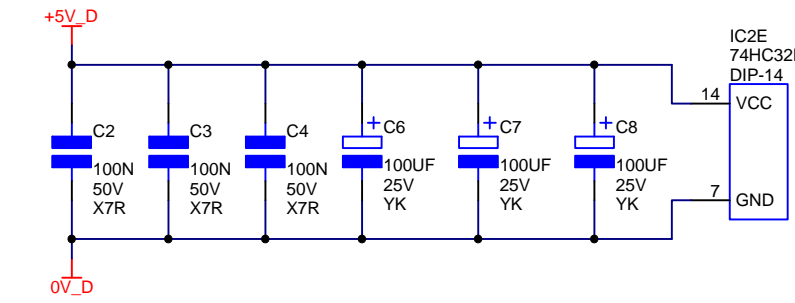 +5V_D
IC2E
74HC32
DIP-14
14
VCC
7
GND
C2
100N
50V
X7R
C3
100N
50V
X7R
C4
100N
50V
X7R
+
C6
100UF
25V
YK
+
C7
100UF
25V
YK
+
C8
100UF
25V
YK
0V_D